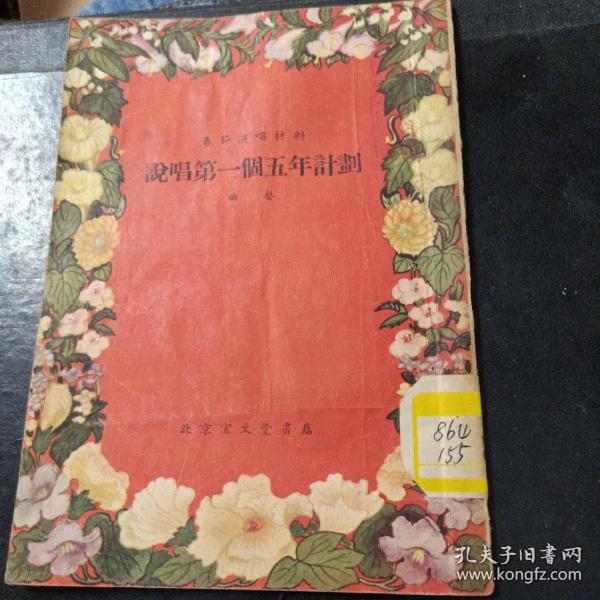 春節演唱材料
說唱第一個五年計劃
曲藝
北京宝文堂書店
864
155
孔夫子旧書网
www.kongfz.com